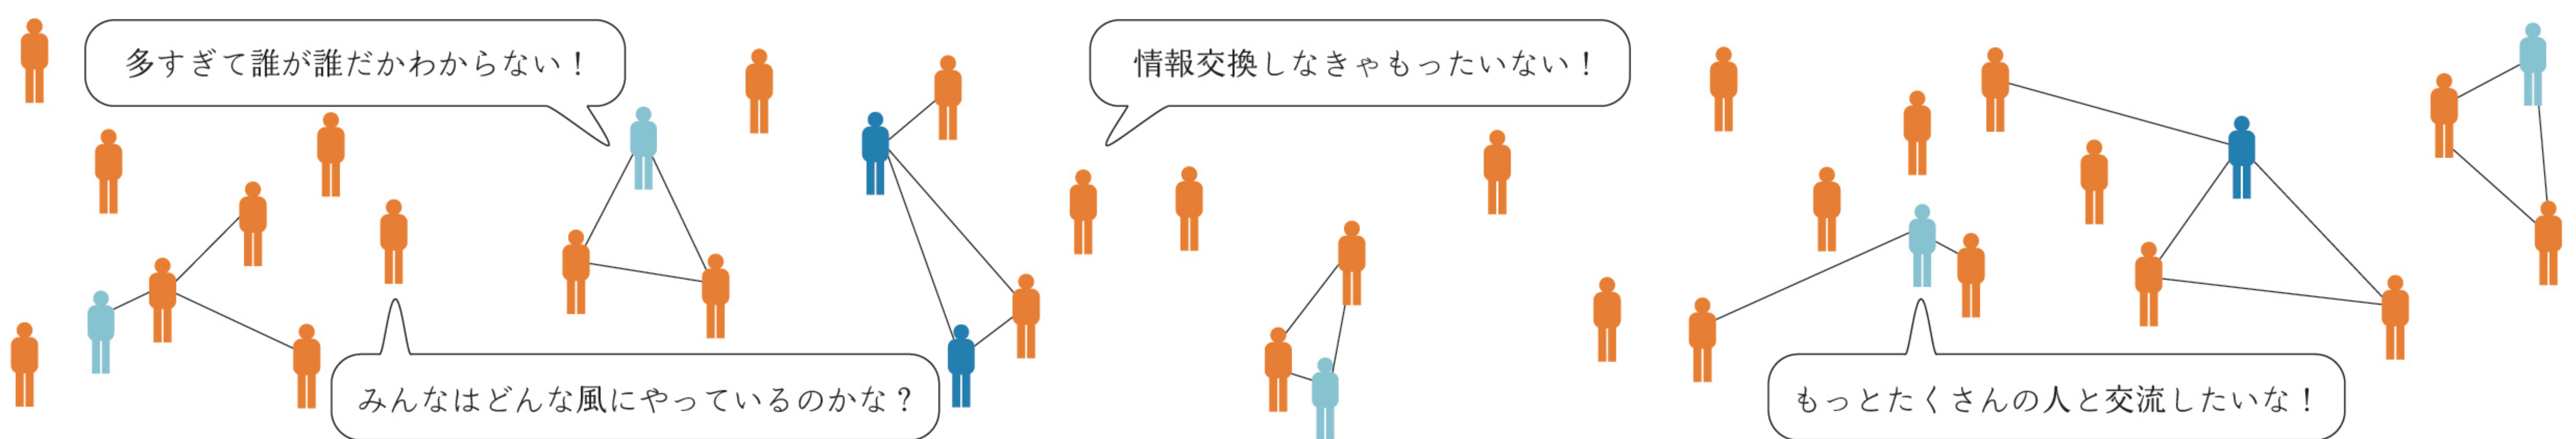 多すぎて誰が誰だかわからない！
情報交換しなきゃもったいない！
みんなはどんな風にやっているのかな？
もっとたくさんの人と交流したいな！